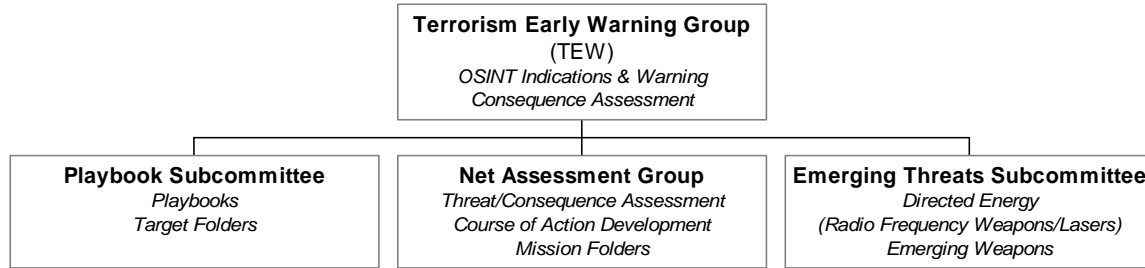 Terrorism Early Warning Group
(TEW)
OSINT Indications & Warning
Consequence Assessment
Playbook Subcommittee
Playbooks
Target Folders
Net Assessment Group
Threat/Consequence Assessment
Course of Action Development
Mission Folders
Emerging Threats Subcommittee
Directed Energy
(Radio Frequency Weapons/Lasers)
Emerging Weapons